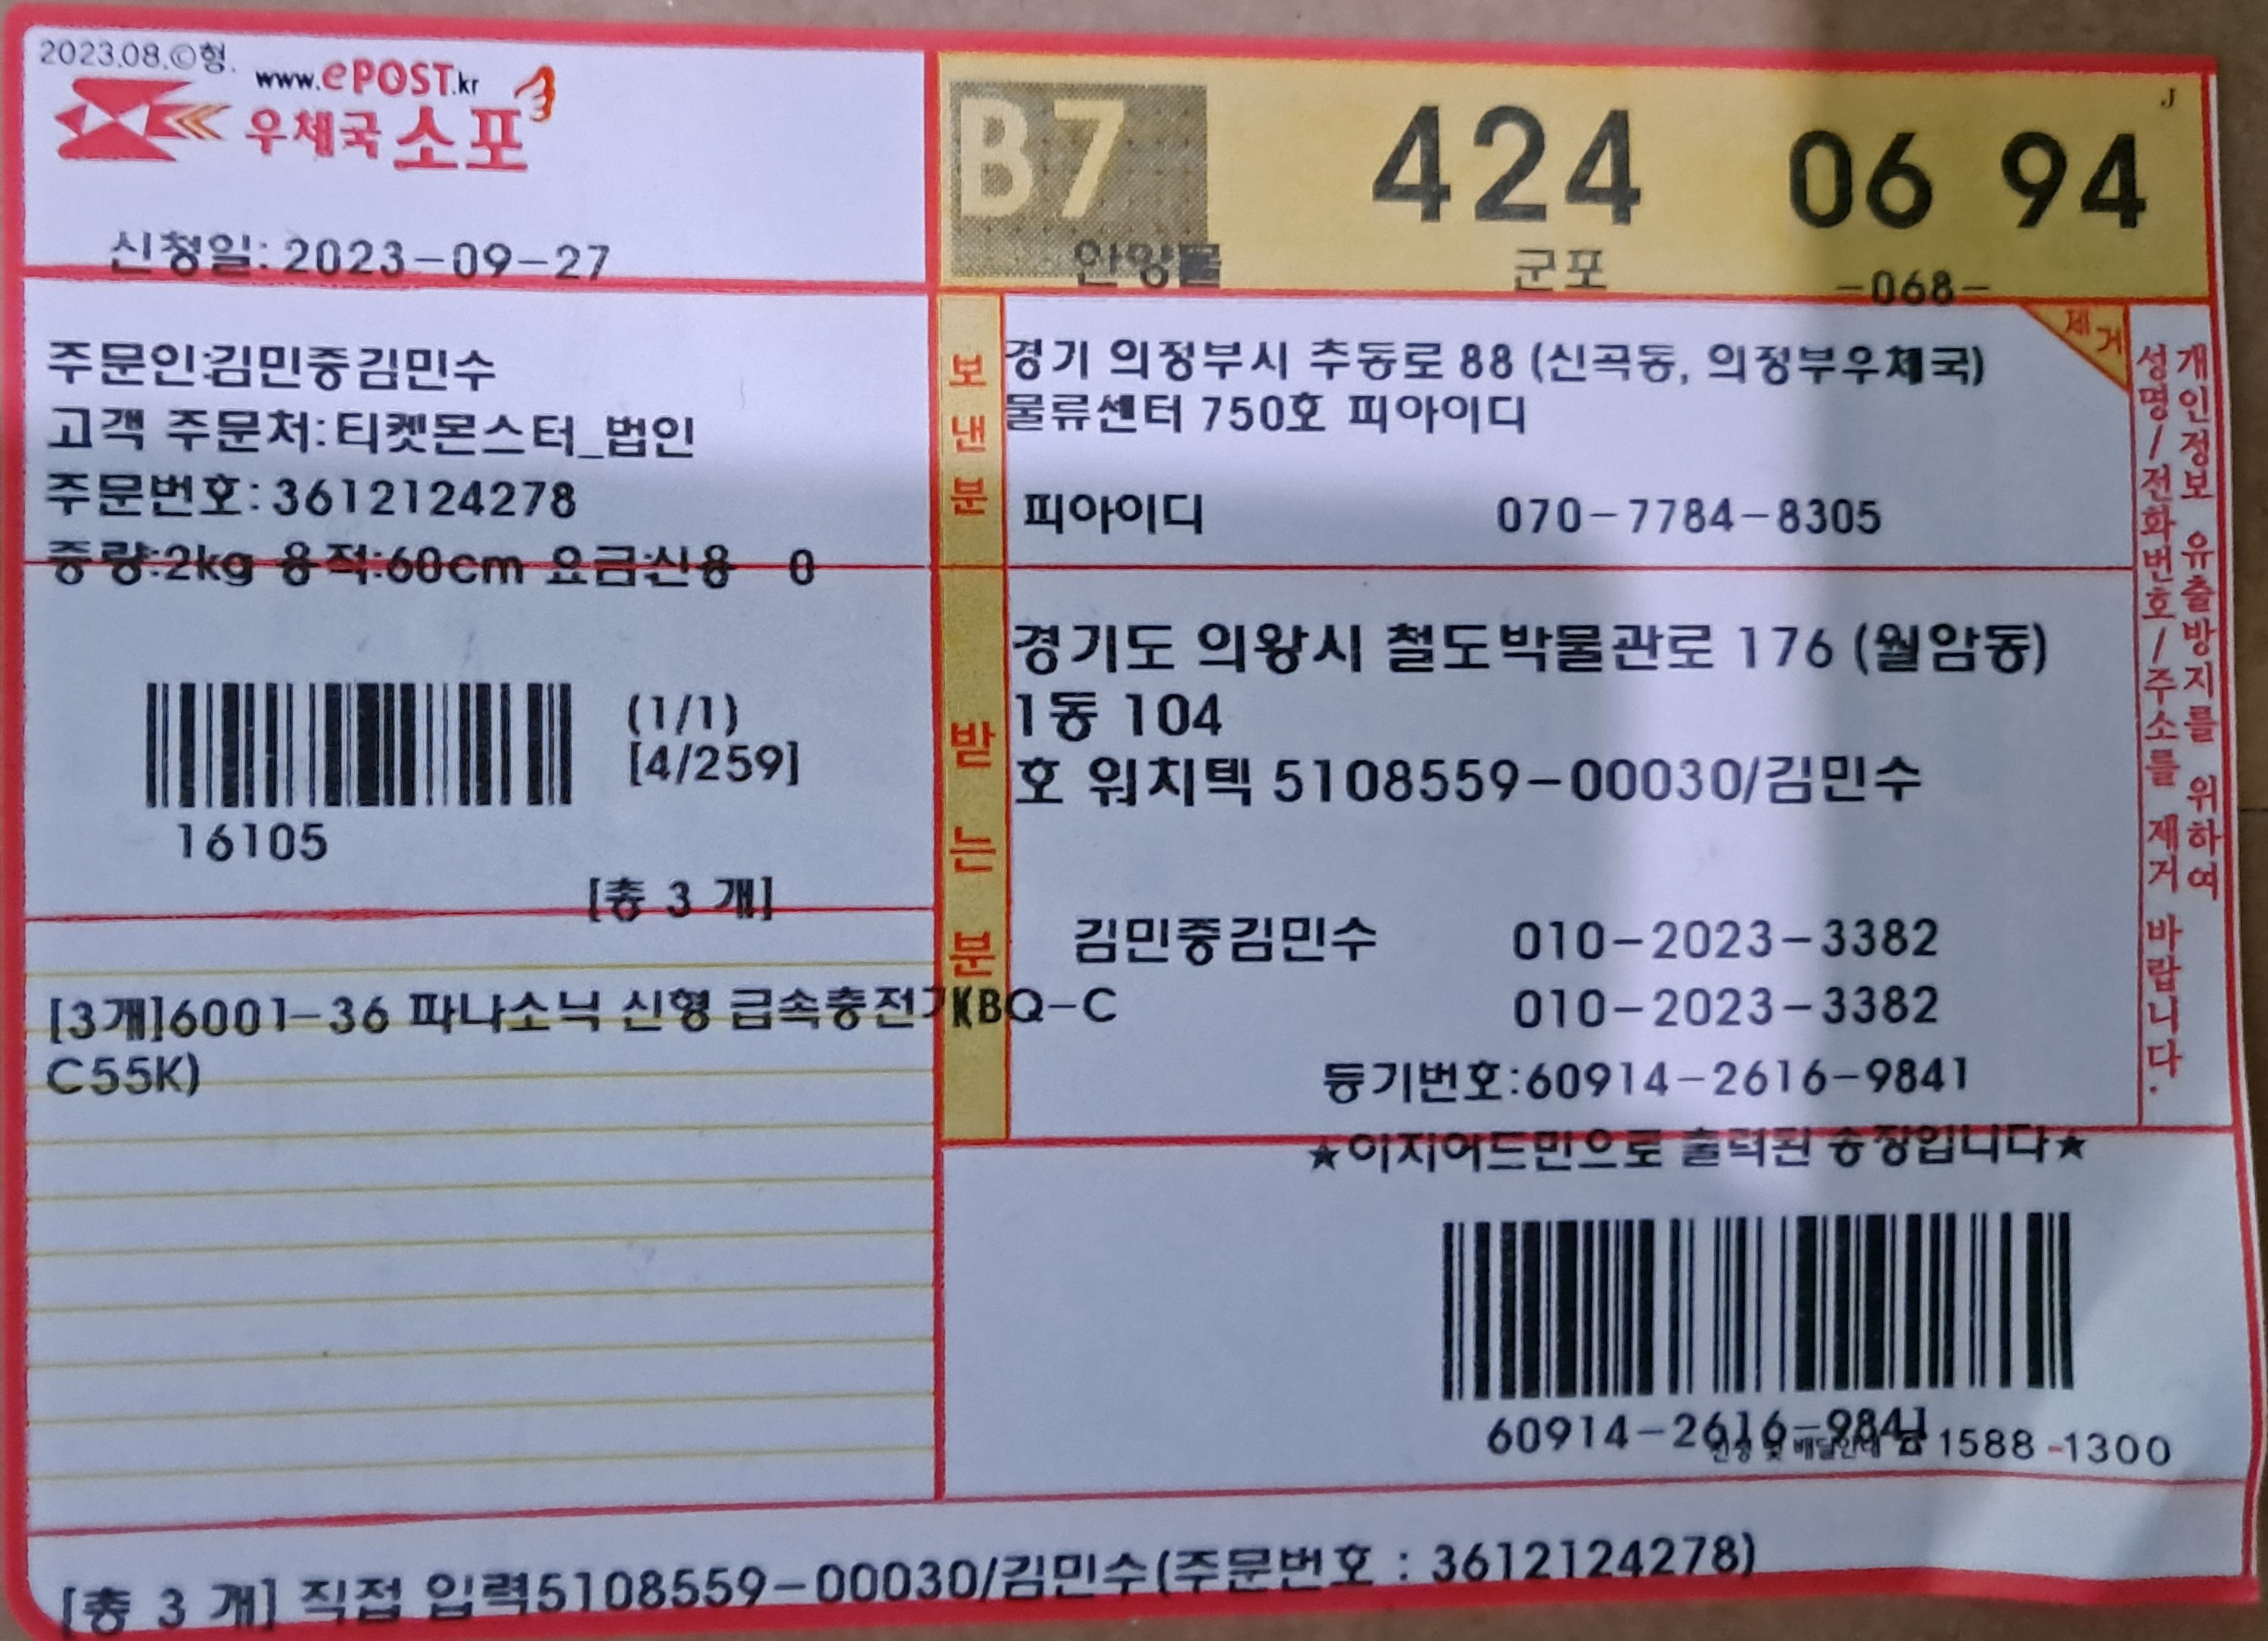 2023.08.ⓒ형.
www.ePOST.kr
우체국 소포
신청일: 2023-09-27
B7 424 06 94
J
안양물 군포 -068-
주문인:김민중김민수
고객 주문처:티켓몬스터_법인
주문번호:3612124278
중량:2kg 용적:60cm 요금:신용 0
(1/1)
[4/259]
16105
[총 3 개]
[3개]6001-36 파나소닉 신형 급속충전기KBQ-C
C55K)
보낸분
경기 의정부시 추동로 88 (신곡동, 의정부우체국)
물류센터 750호 피아이디
피아이디 070-7784-8305
제거
받는분
경기도 의왕시 철도박물관로 176 (월암동)
1동 104
호 워치텍 5108559-00030/김민수
김민중김민수 010-2023-3382
010-2023-3382
등기번호:60914-2616-9841
개인정보 유출방지를 위하여
성명/전화번호/주소를 제거 바랍니다.
★이지어드민으로 출력된 송장입니다★
60914-2616-9841
신청 및 배달안내 ☎ 1588-1300
[총 3 개] 직접 입력5108559-00030/김민수(주문번호 : 3612124278)